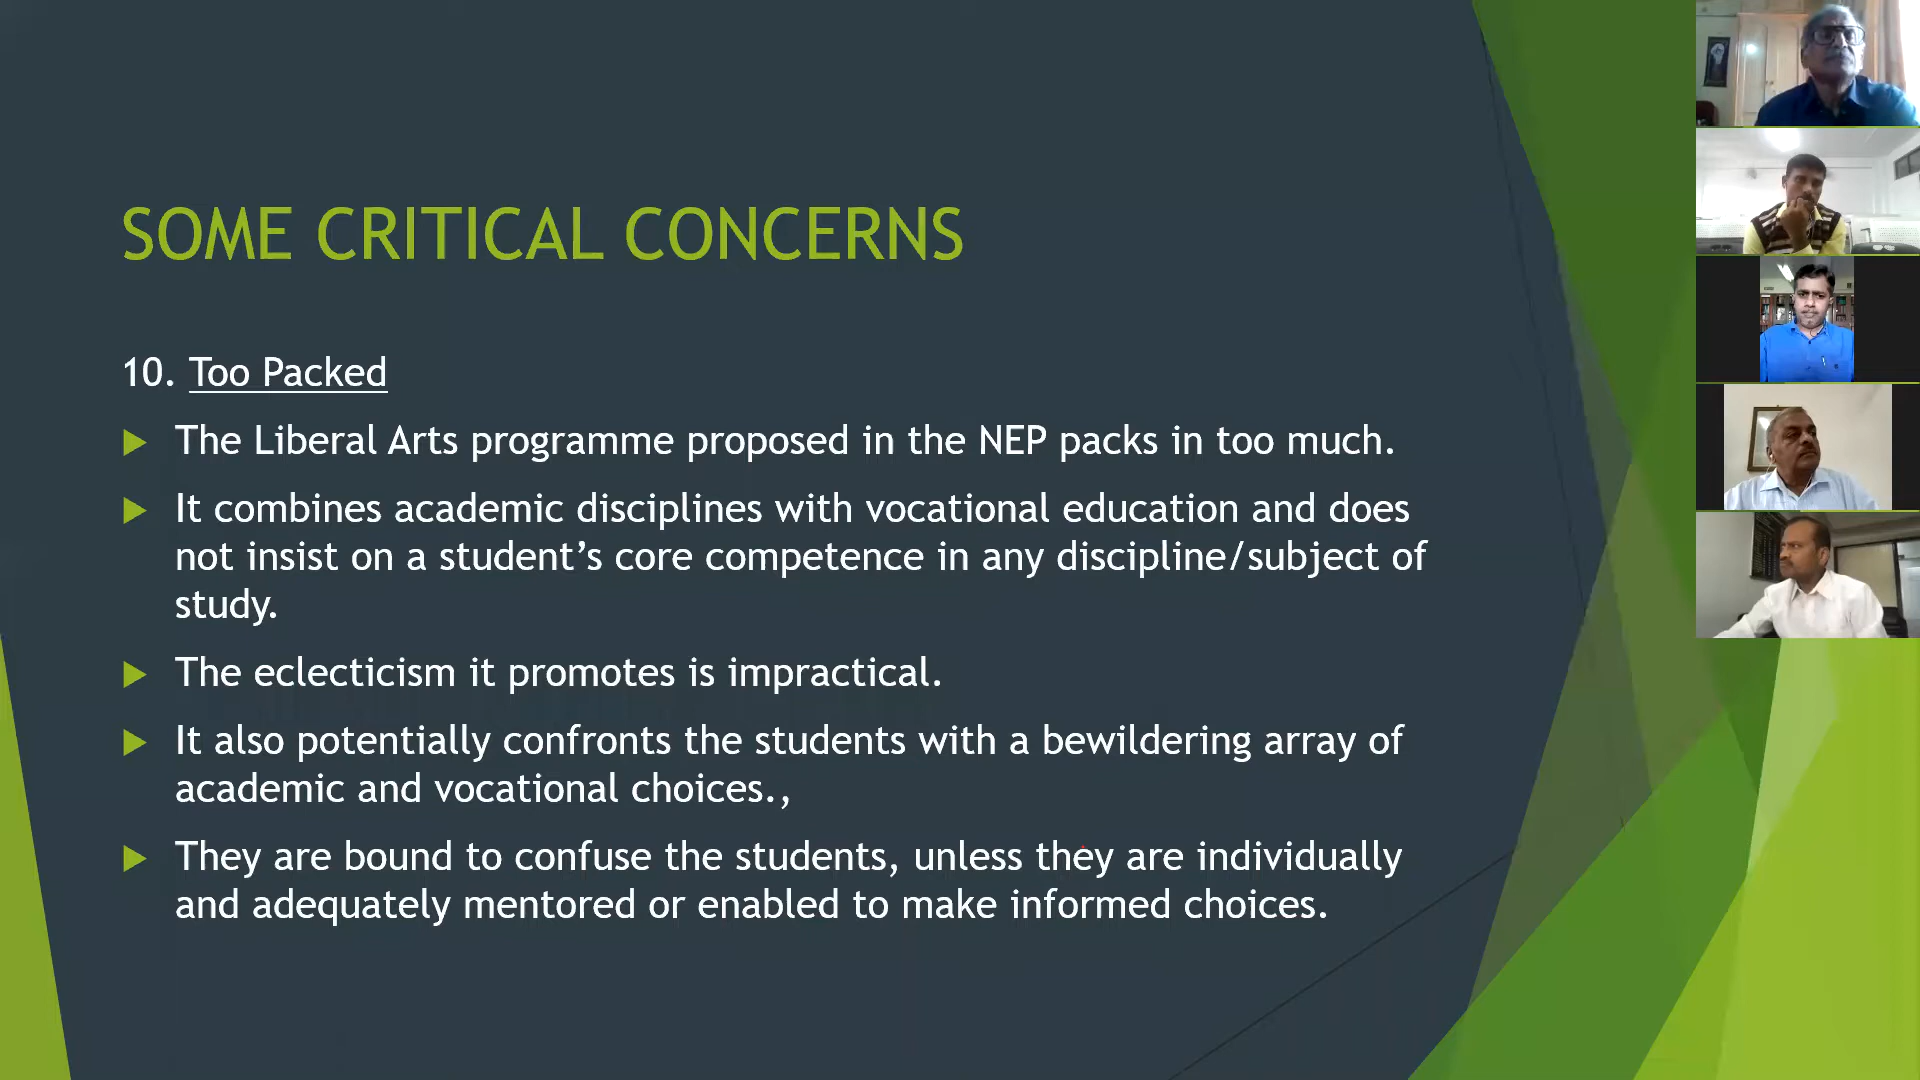 SOME CRITICAL CONCERNS
10. Too Packed
The Liberal Arts programme proposed in the NEP packs in too much.
It combines academic disciplines with vocational education and does
not insist on a student’s core competence in any discipline/subject of
study.
The eclecticism it promotes is impractical.
It also potentially confronts the students with a bewildering array of
academic and vocational choices.,
They are bound to confuse the students, unless they are individually
and adequately mentored or enabled to make informed choices.